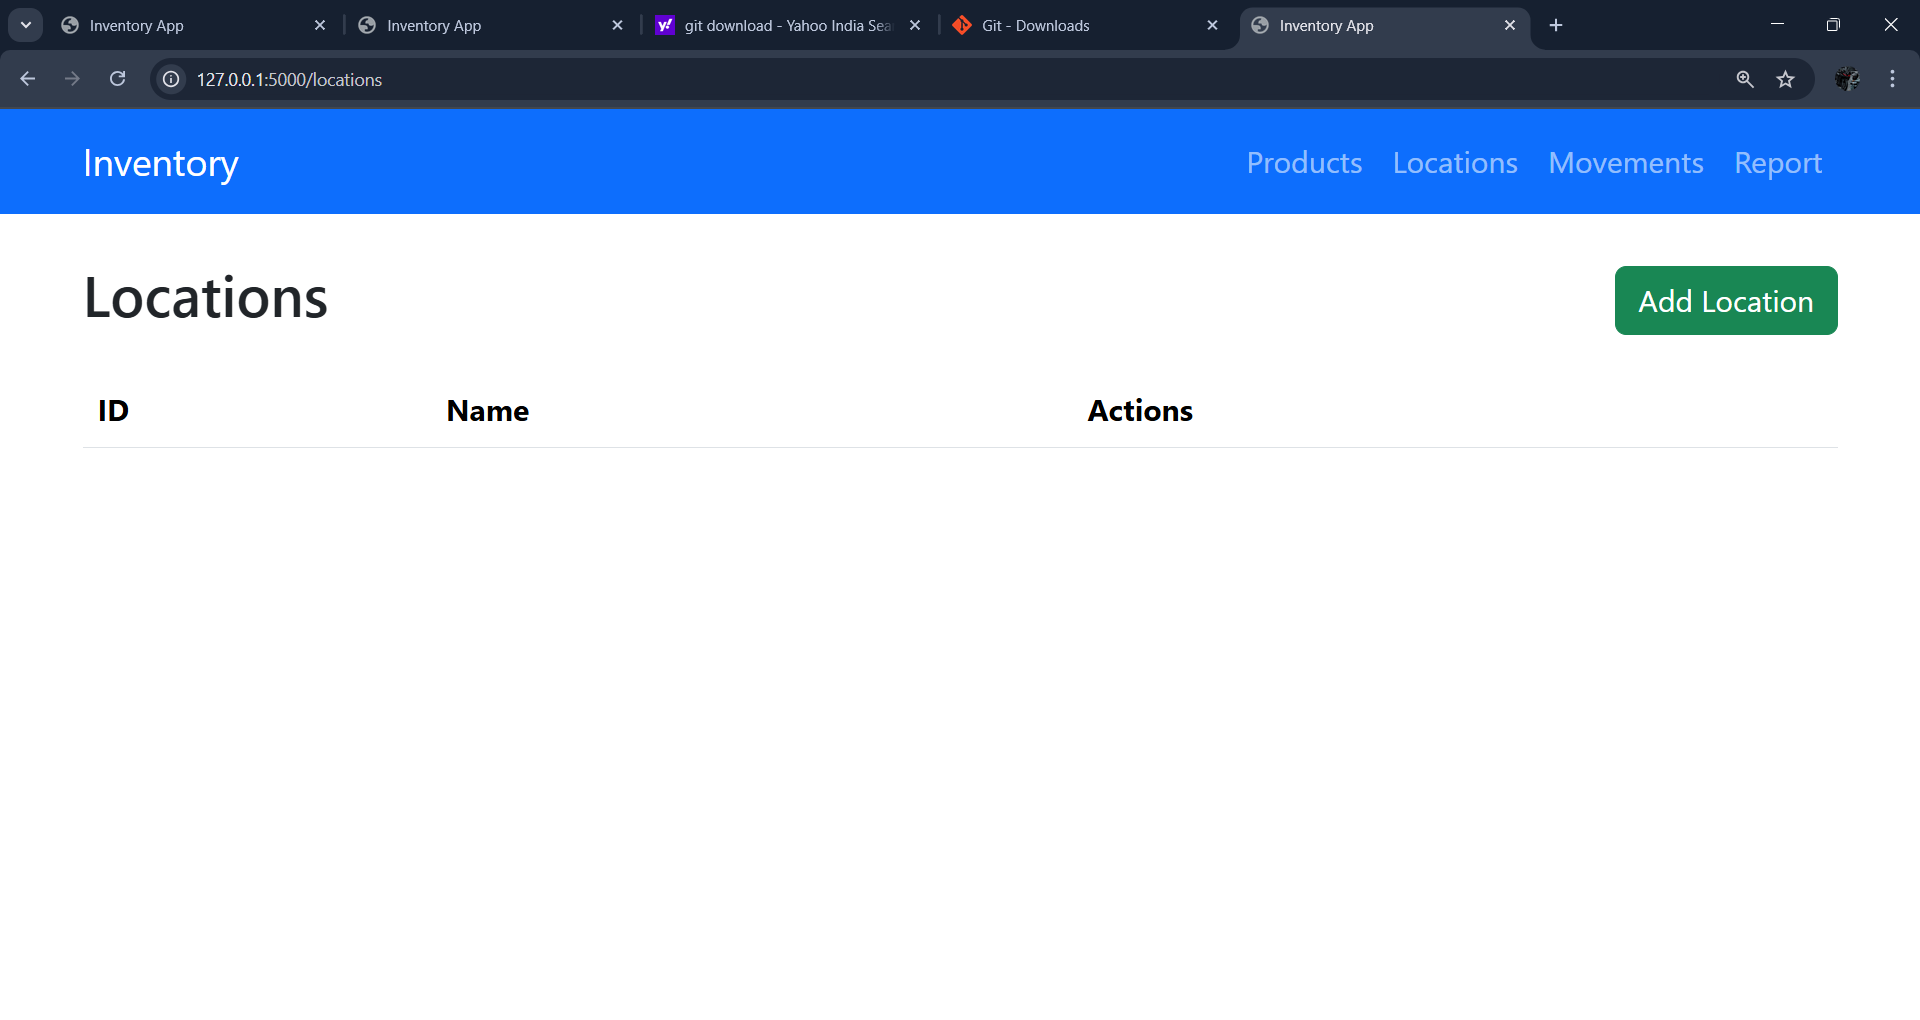 Inventory App
Inventory App
git download - Yahoo India Sea
Git - Downloads
Inventory App
127.0.0.1:5000/locations
Inventory
Products Locations Movements Report
Locations
Add Location
ID Name Actions